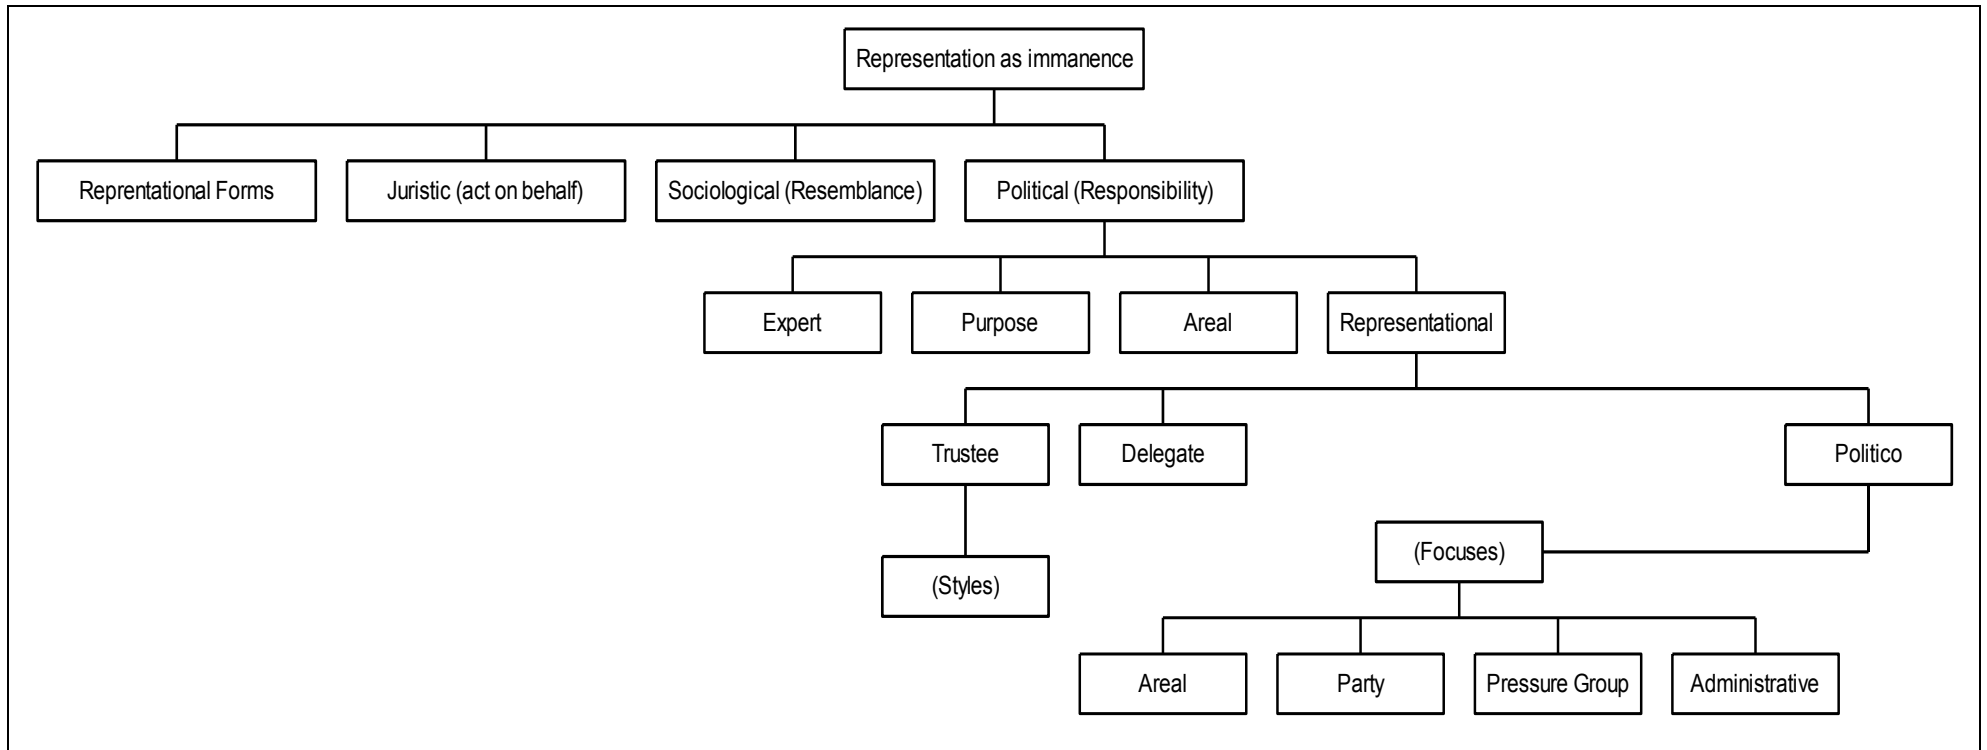 Representation as immanence
Reprentational Forms
Juristic (act on behalf)
Sociological (Resemblance)
Political (Responsibility)
Expert
Purpose
Areal
Representational
Trustee
Delegate
Politico
(Focuses)
(Styles)
Areal
Party
Pressure Group
Administrative